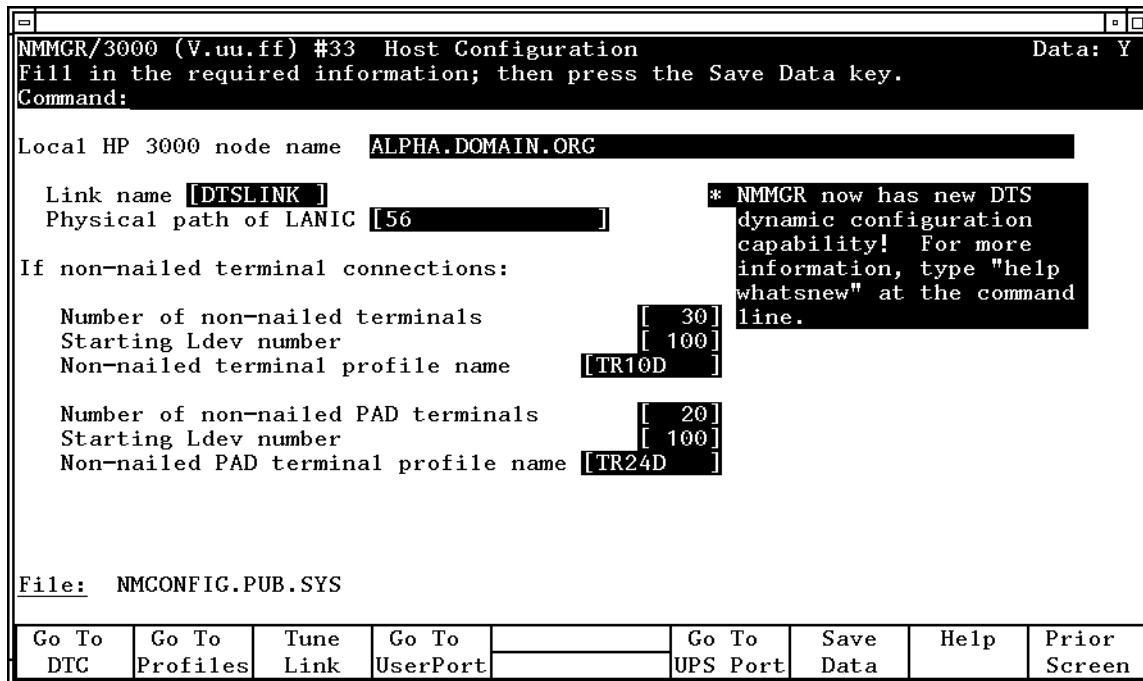 NMMGR/3000 (V.uu.ff) #33  Host Configuration  Data: Y
Fill in the required information; then press the Save Data key.
Command:
Local HP 3000 node name  ALPHA.DOMAIN.ORG
Link name [DTSLINK ]
Physical path of LANIC [56             ]
* NMMGR now has new DTS
dynamic configuration
capability!  For more
information, type "help
whatsnew" at the command
line.
If non-nailed terminal connections:
Number of non-nailed terminals  [  30]
Starting Ldev number  [ 100]
Non-nailed terminal profile name  [TR10D   ]
Number of non-nailed PAD terminals  [  20]
Starting Ldev number  [ 100]
Non-nailed PAD terminal profile name [TR24D   ]
File:  NMCONFIG.PUB.SYS
Go To DTC
Go To Profiles
Tune Link
Go To UserPort
Go To UPS Port
Save Data
Help
Prior Screen